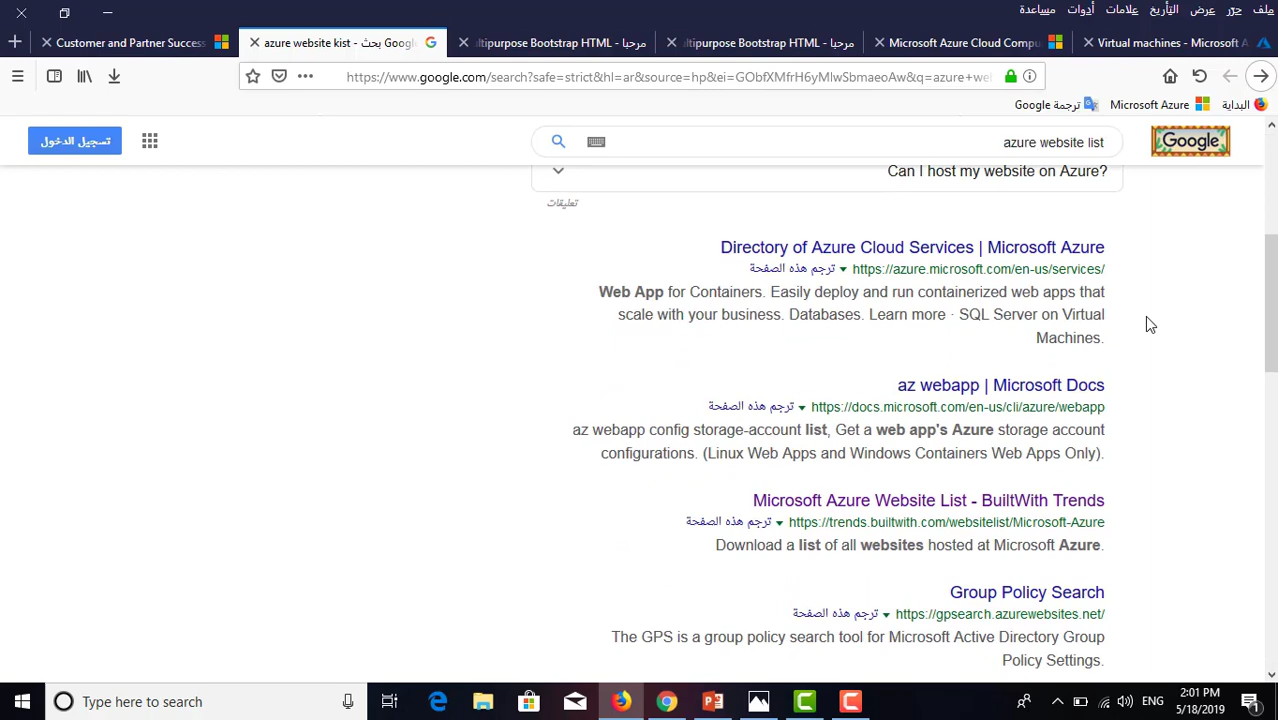 ملف
حرّر
عرض
التأريخ
علامات
أدوات
مساعدة
Customer and Partner Success
azure website kist - بحث Google
ultipurpose Bootstrap HTML - مرحبا
ultipurpose Bootstrap HTML - مرحبا
Microsoft Azure Cloud Compu
Virtual machines - Microsoft A
https://www.google.com/search?safe=strict&hl=ar&source=hp&ei=GObfXMfrH6yMlwSbmaeoAw&q=azure+we
البداية
Microsoft Azure
ترجمة Google
Google
azure website list
تسجيل الدخول
Can I host my website on Azure?
تعليقات
Directory of Azure Cloud Services | Microsoft Azure
https://azure.microsoft.com/en-us/services/ ترجم هذه الصفحة
Web App for Containers. Easily deploy and run containerized web apps that
scale with your business. Databases. Learn more · SQL Server on Virtual
Machines.
az webapp | Microsoft Docs
https://docs.microsoft.com/en-us/cli/azure/webapp ترجم هذه الصفحة
az webapp config storage-account list, Get a web app's Azure storage account
configurations. (Linux Web Apps and Windows Containers Web Apps Only).
Microsoft Azure Website List - BuiltWith Trends
https://trends.builtwith.com/websitelist/Microsoft-Azure ترجم هذه الصفحة
Download a list of all websites hosted at Microsoft Azure.
Group Policy Search
https://gpsearch.azurewebsites.net/ ترجم هذه الصفحة
The GPS is a group policy search tool for Microsoft Active Directory Group
Policy Settings.
Type here to search
ENG
2:01 PM
5/18/2019
1